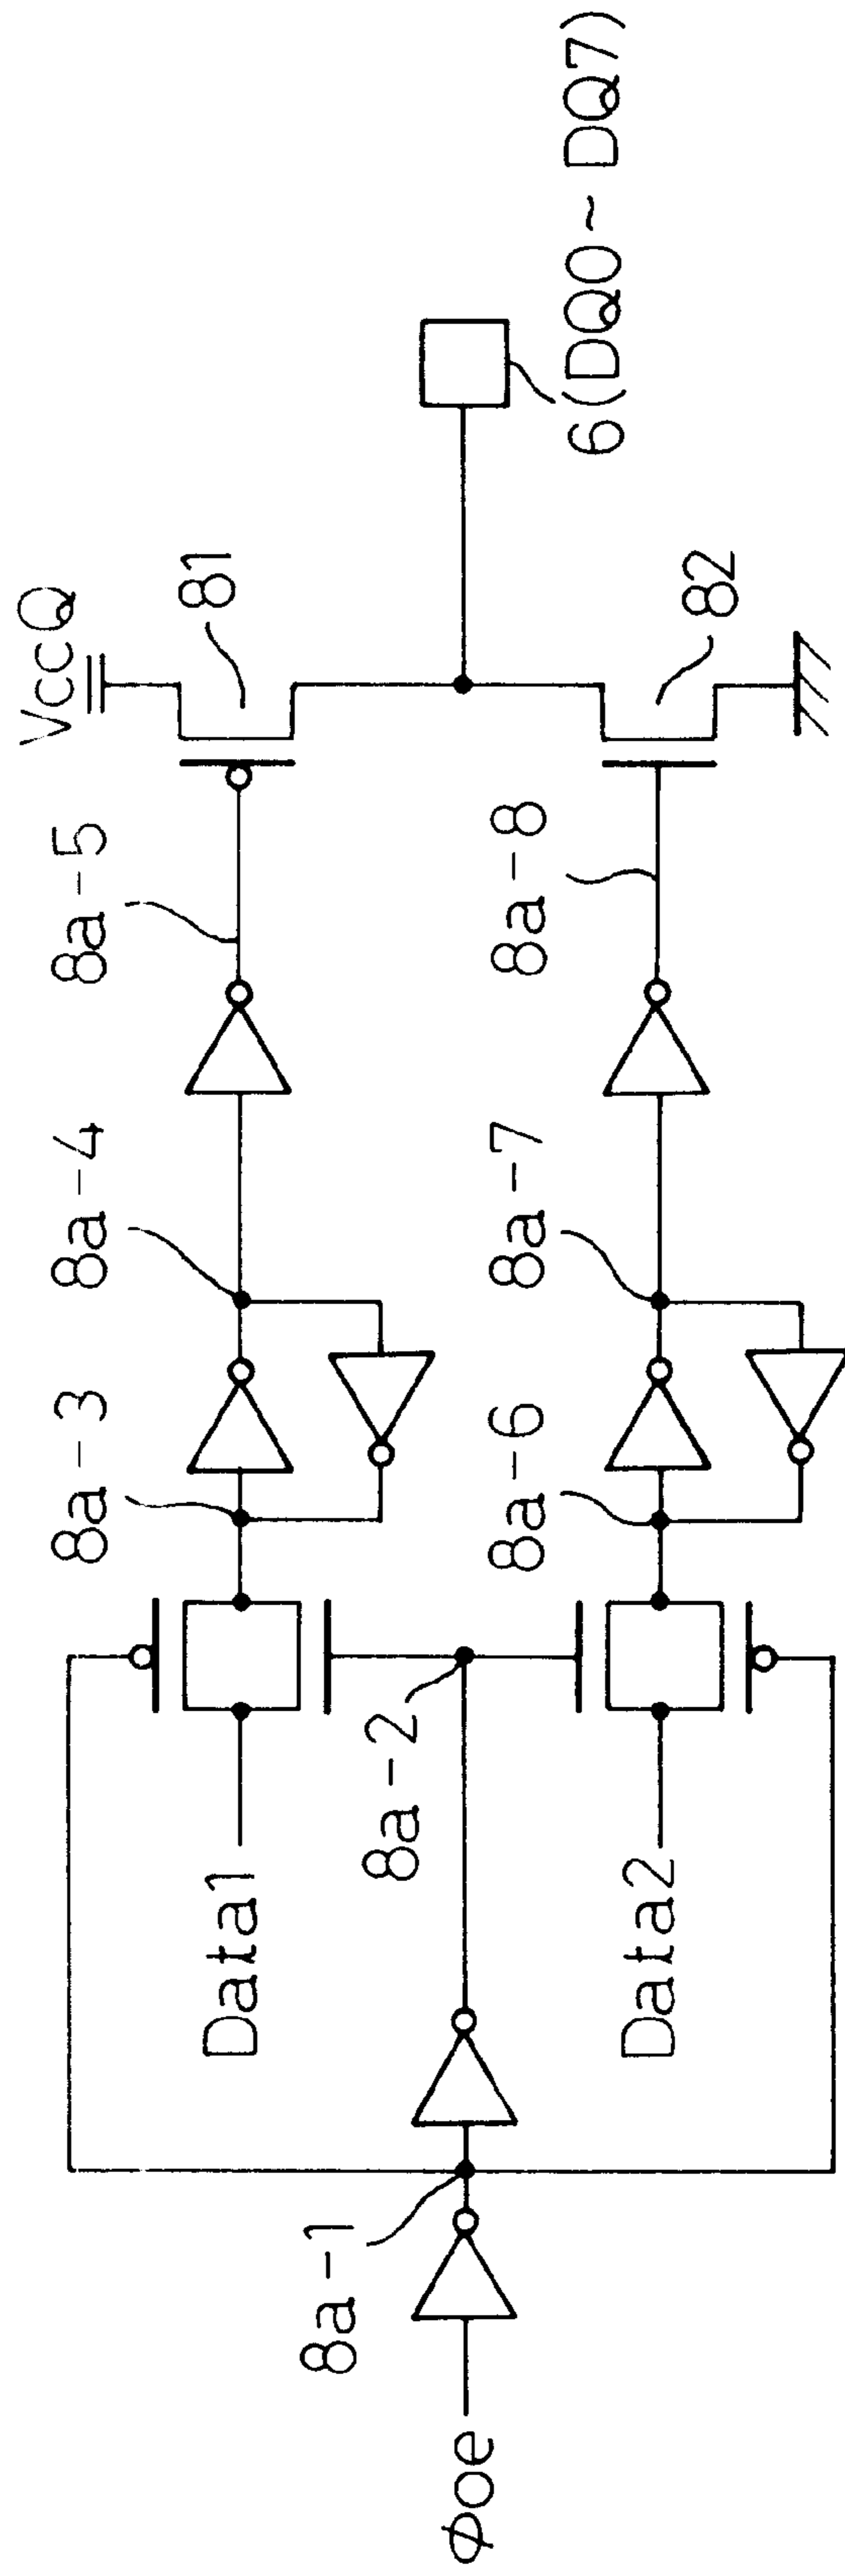 VccQ
81
8a-5
8a-4
8a-3
Data1
8a-2
8a-1
Φoe
6(DQ0~DQ7)
82
8a-8
8a-7
8a-6
Data2